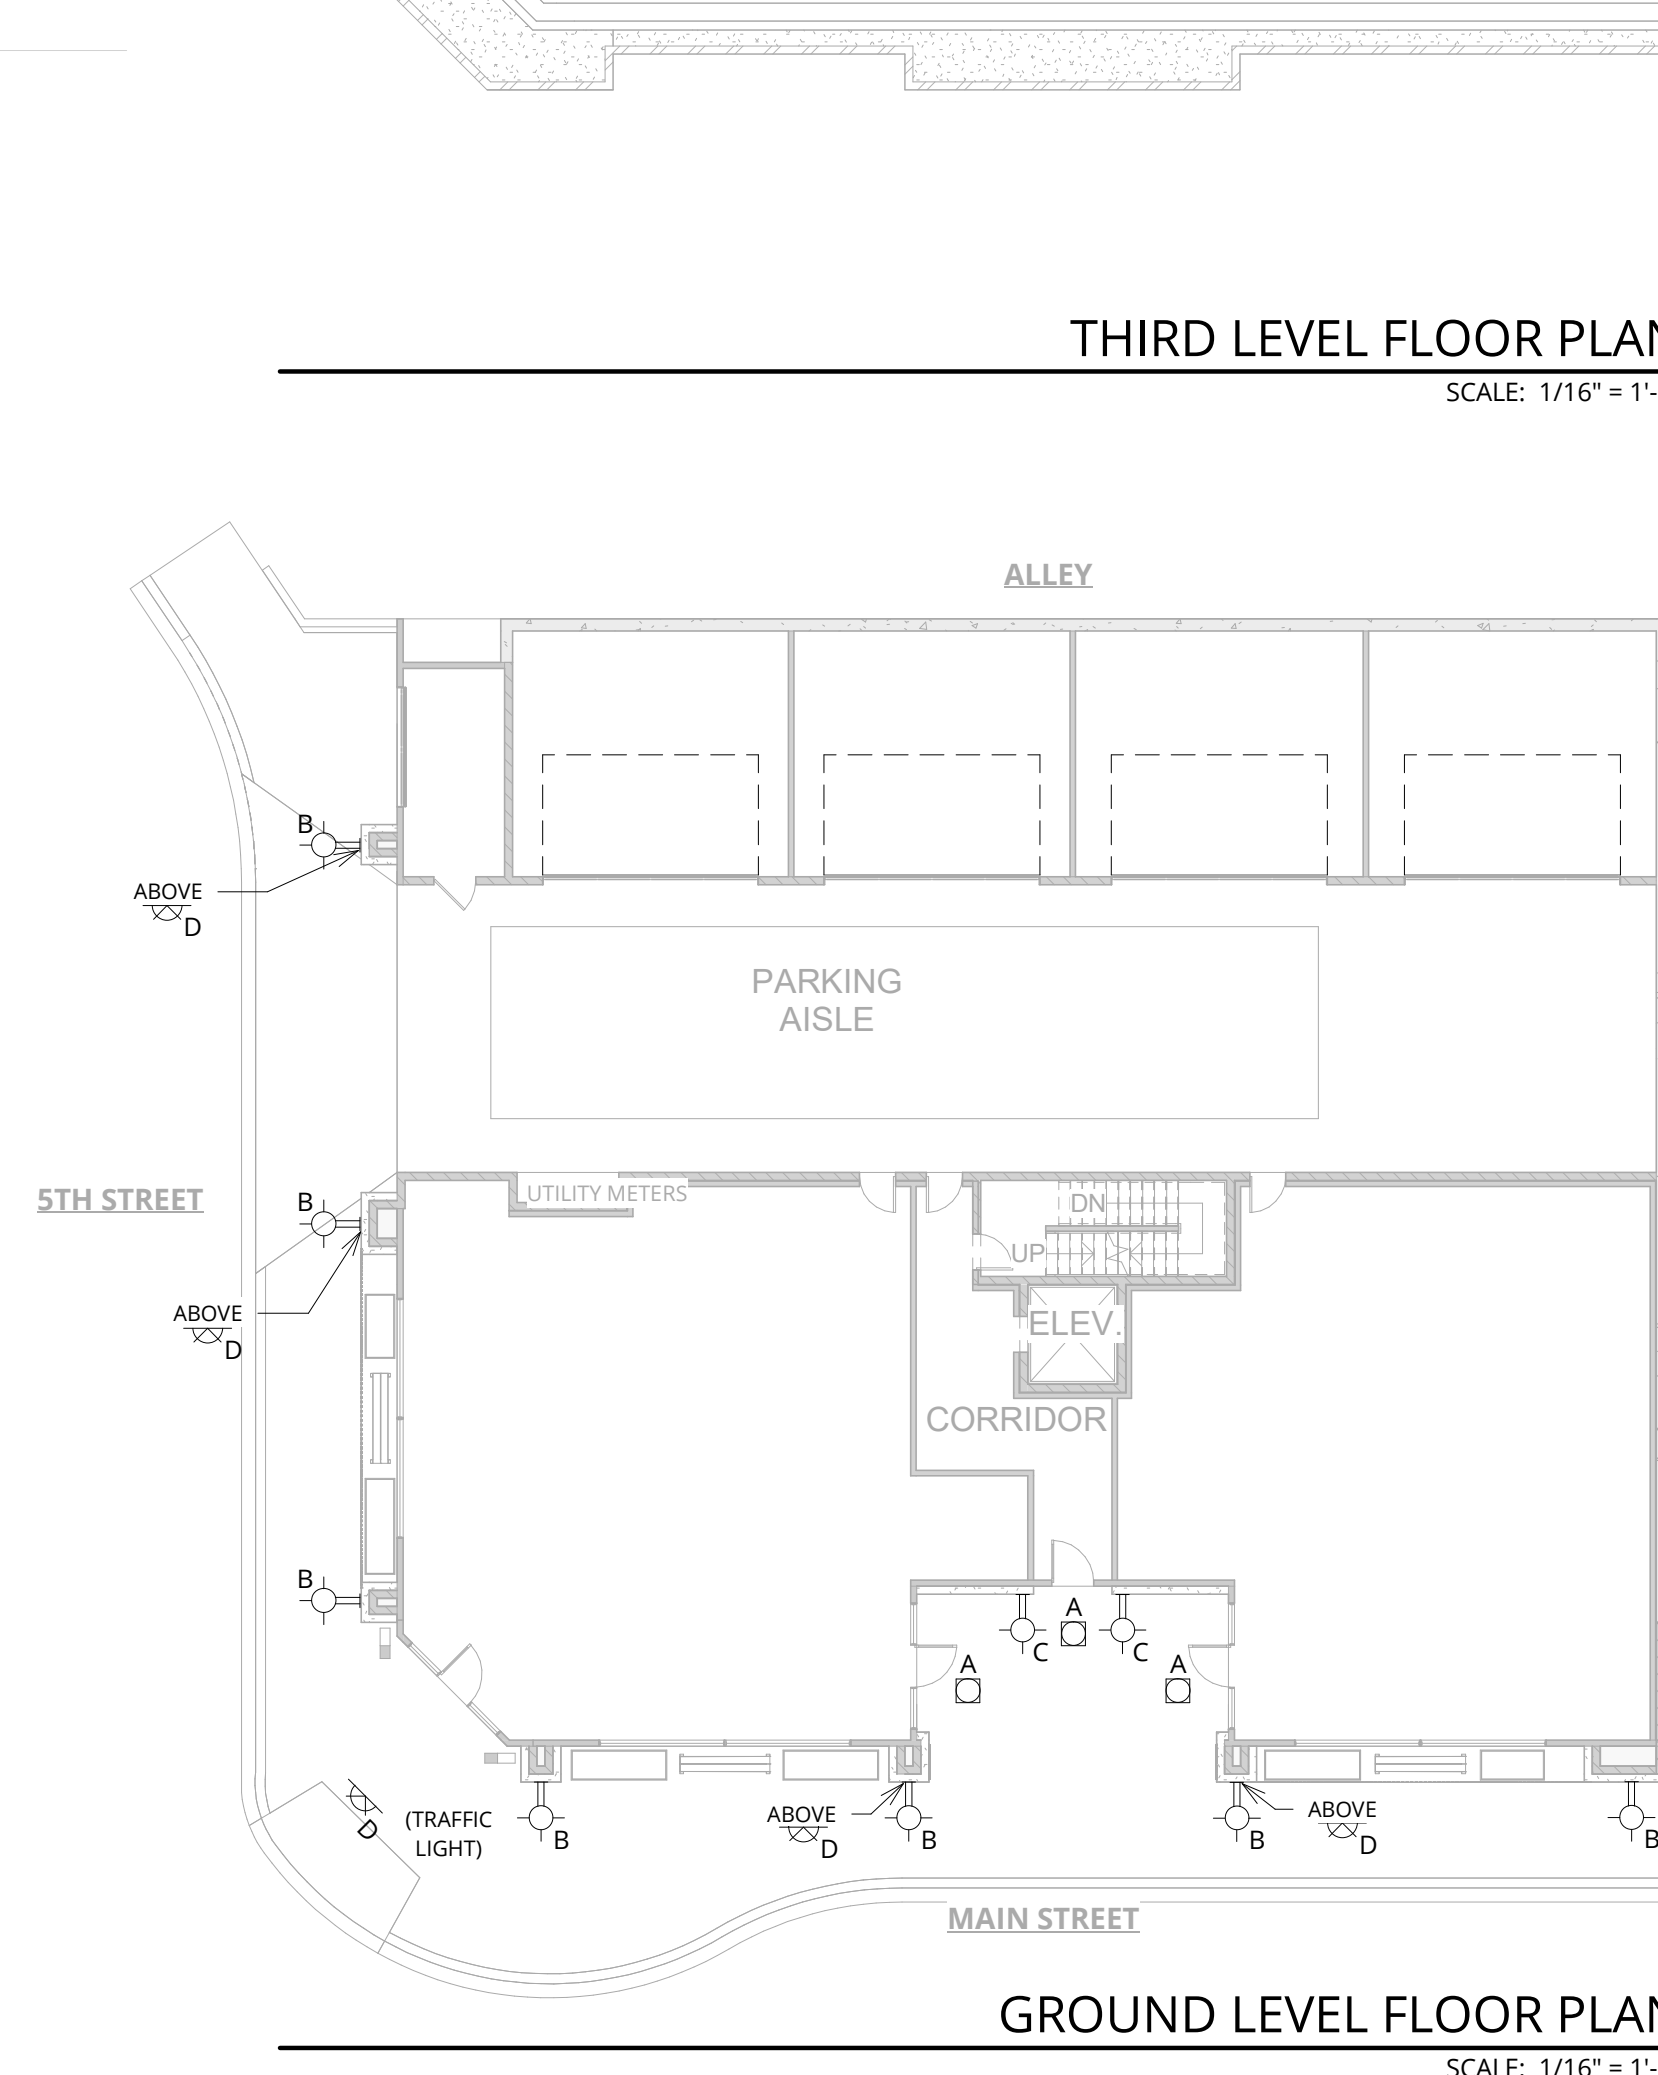 THIRD LEVEL FLOOR PLAN
SCALE: 1/16" = 1'-
ALLEY
B
ABOVE
D
PARKING
AISLE
5TH STREET
B
UTILITY METERS
DN
UP
ABOVE
D
ELEV.
CORRIDOR
B
A
C
C
A
A
D
(TRAFFIC
LIGHT)
B
ABOVE
D
B
B
ABOVE
D
B
MAIN STREET
GROUND LEVEL FLOOR PLAN
SCALE: 1/16" = 1'-